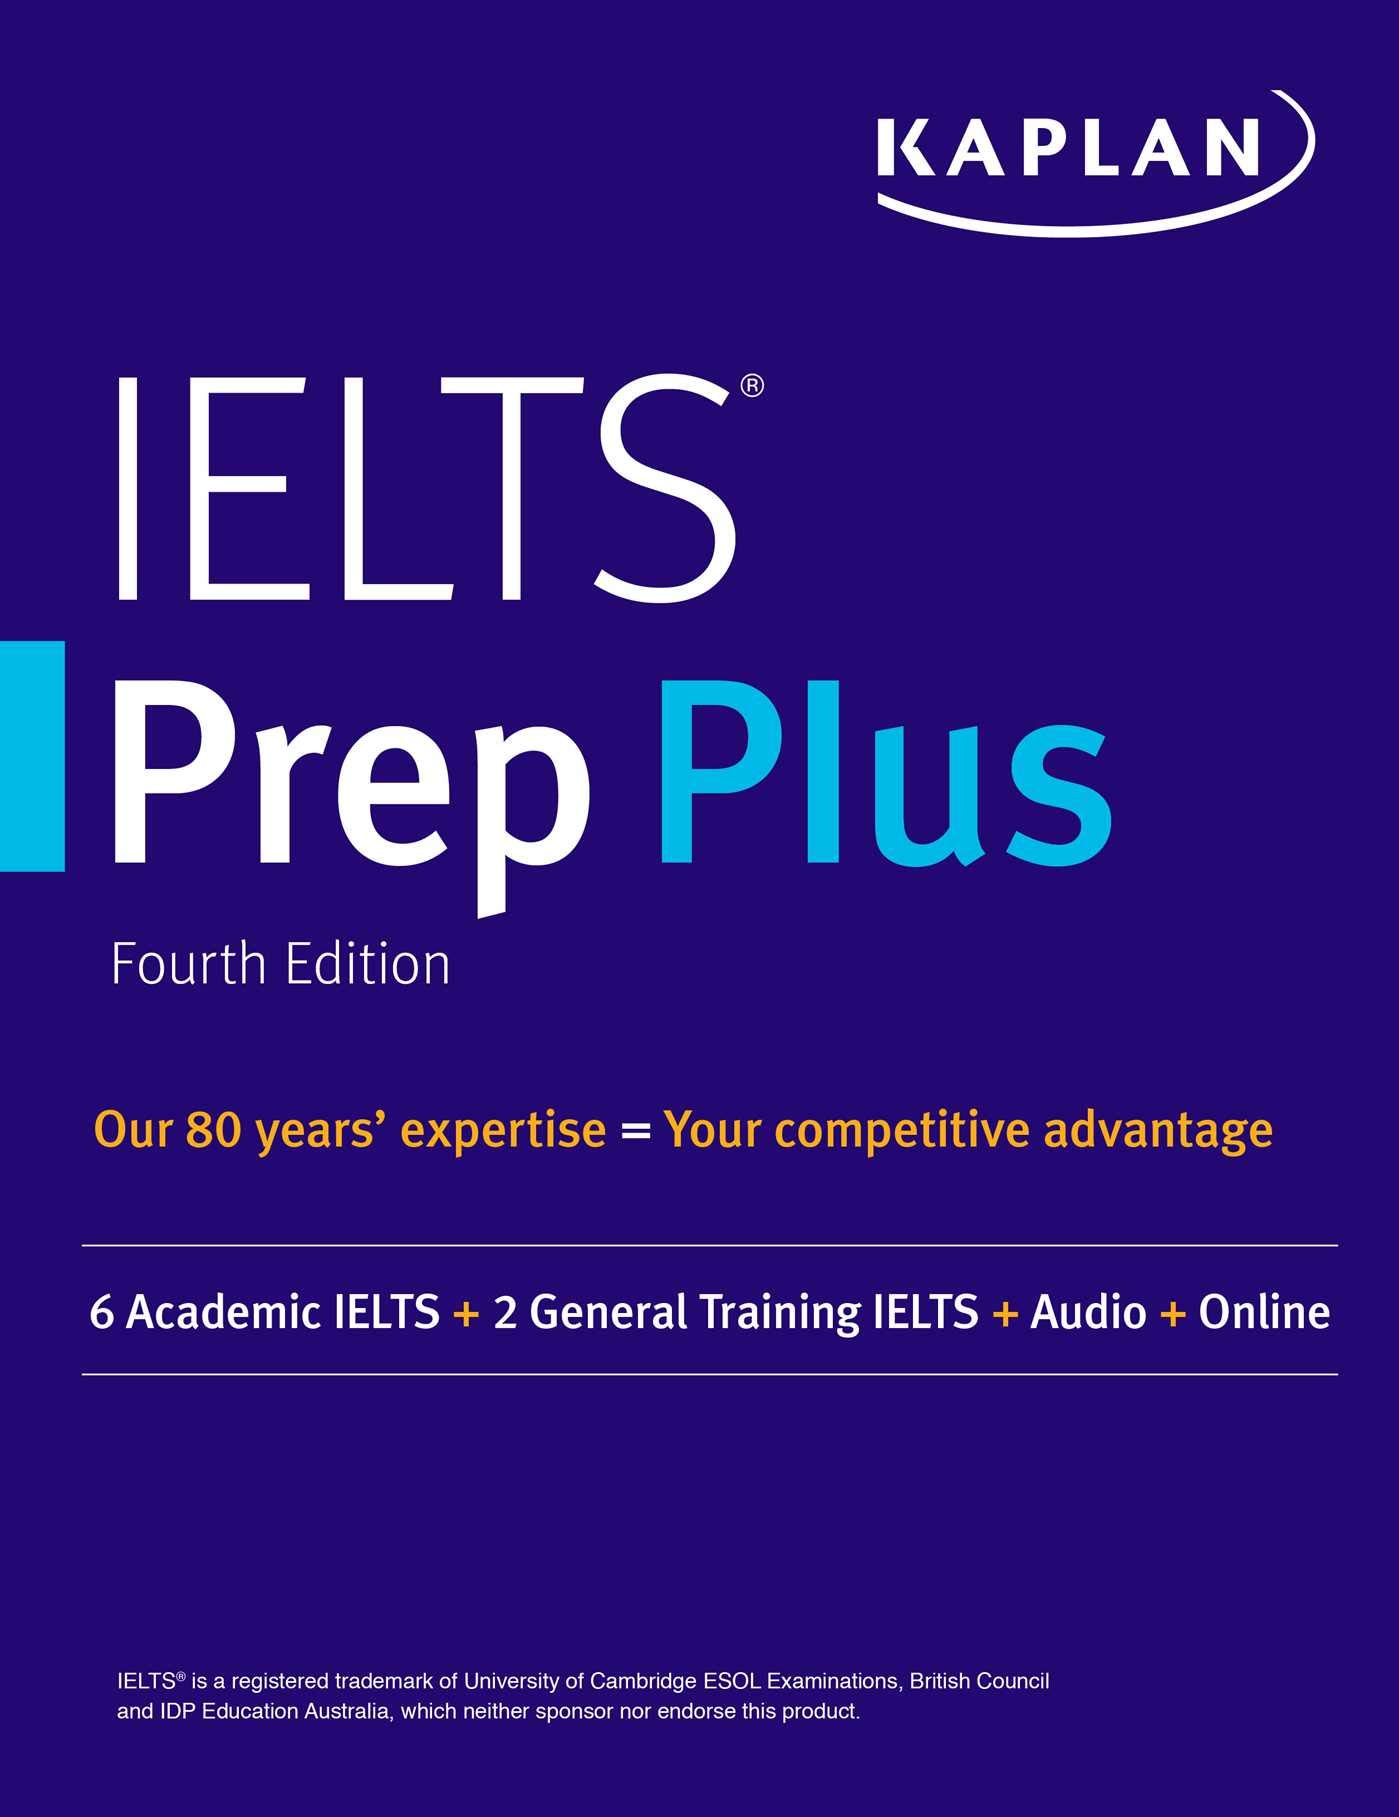 KAPLAN
IELTS®
Prep Plus
Fourth Edition
Our 80 years’ expertise = Your competitive advantage
6 Academic IELTS + 2 General Training IELTS + Audio + Online
IELTS® is a registered trademark of University of Cambridge ESOL Examinations, British Council
and IDP Education Australia, which neither sponsor nor endorse this product.